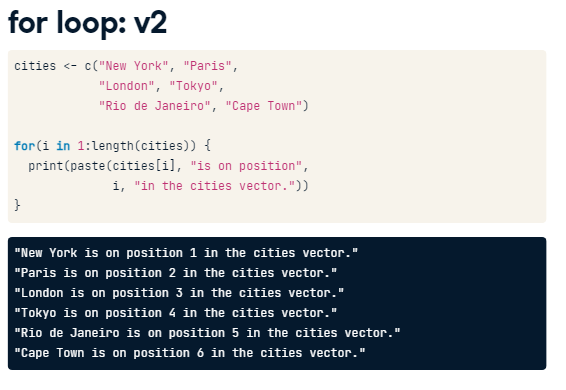 for loop: v2
cities <- c("New York", "Paris",
"London", "Tokyo",
"Rio de Janeiro", "Cape Town")
for(i in 1:length(cities)) {
print(paste(cities[i], "is on position",
i, "in the cities vector."))
}
"New York is on position 1 in the cities vector."
"Paris is on position 2 in the cities vector."
"London is on position 3 in the cities vector."
"Tokyo is on position 4 in the cities vector."
"Rio de Janeiro is on position 5 in the cities vector."
"Cape Town is on position 6 in the cities vector."